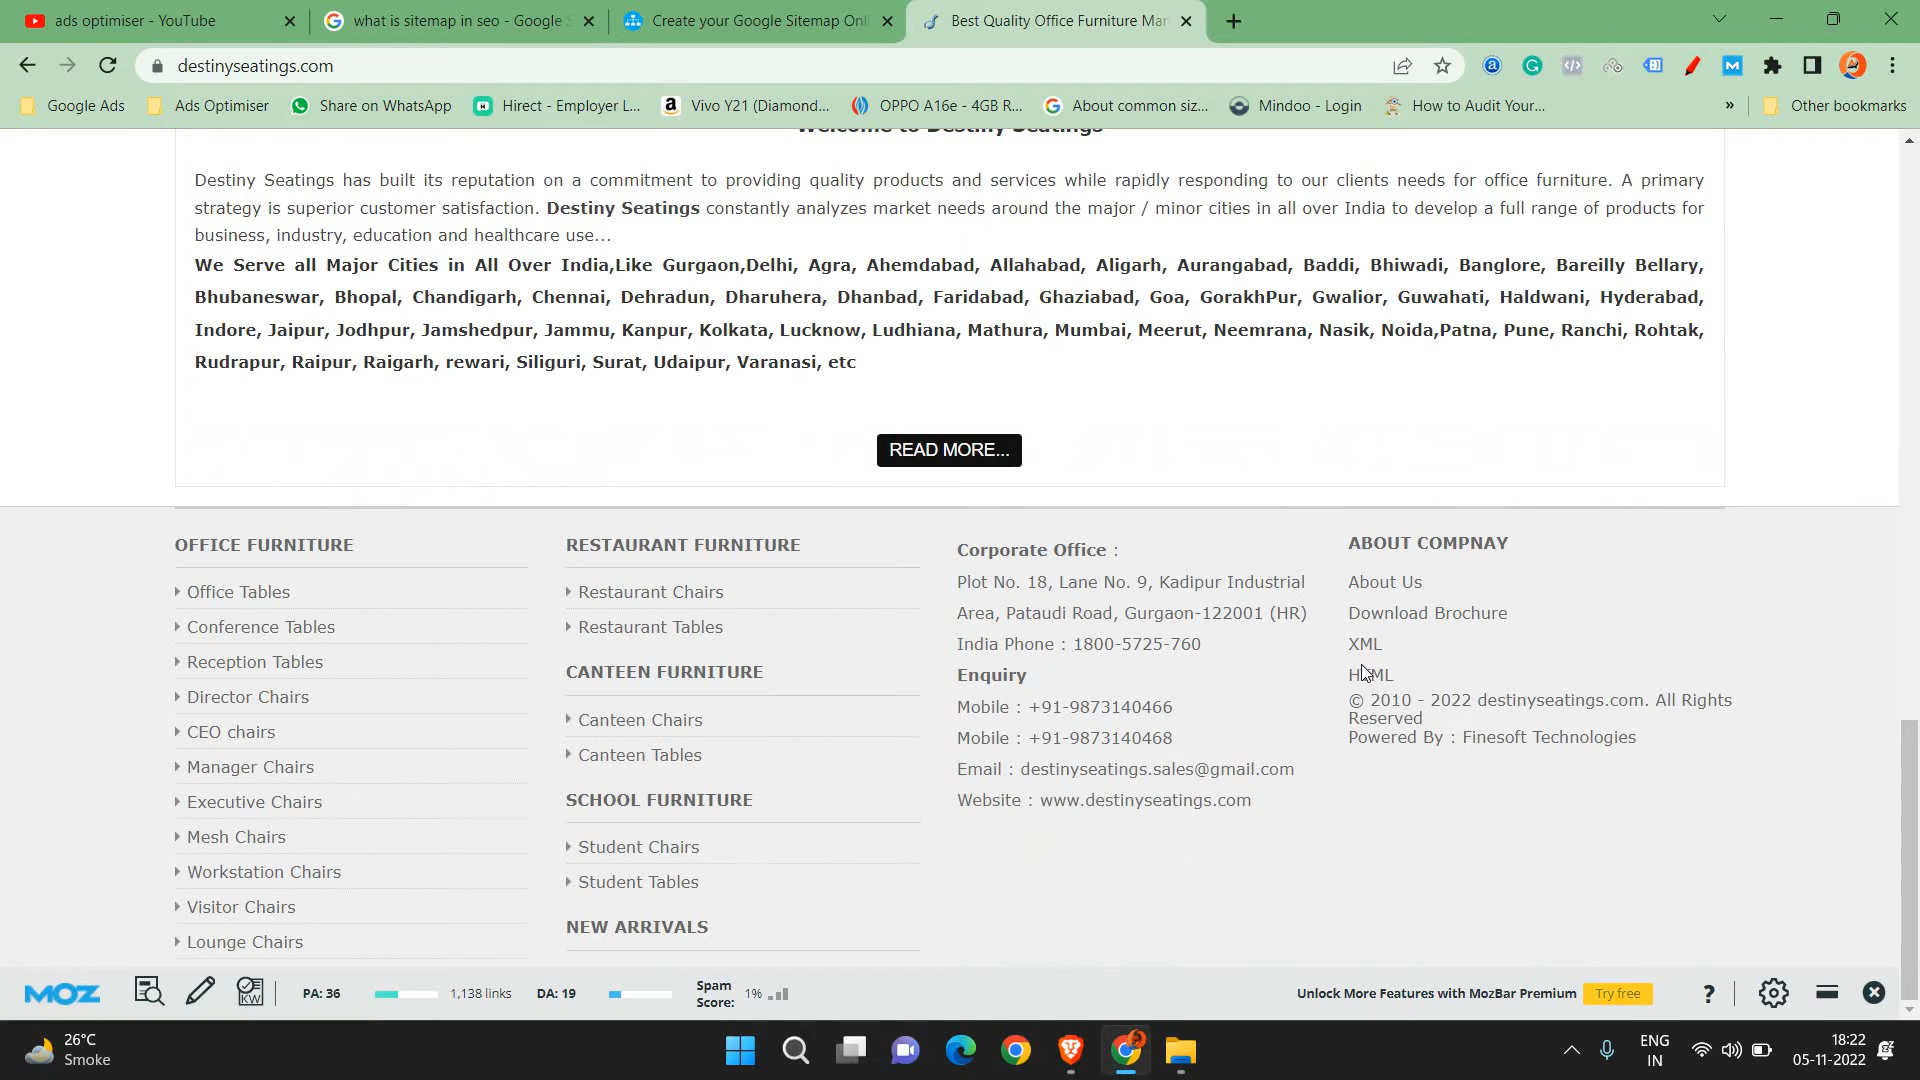 ads optimiser - YouTube
what is sitemap in seo - Google S
Create your Google Sitemap Onl
Best Quality Office Furniture Ma
destinyseatings.com
Google Ads
Ads Optimiser
Share on WhatsApp
Hirect - Employer L...
Vivo Y21 (Diamond...
OPPO A16e - 4GB R...
About common siz...
Mindoo - Login
How to Audit Your...
»
Other bookmarks
Welcome to Destiny Seatings
Destiny Seatings has built its reputation on a commitment to providing quality products and services while rapidly responding to our clients needs for office furniture. A primary
strategy is superior customer satisfaction. Destiny Seatings constantly analyzes market needs around the major / minor cities in all over India to develop a full range of products for
business, industry, education and healthcare use...
We Serve all Major Cities in All Over India,Like Gurgaon,Delhi, Agra, Ahemdabad, Allahabad, Aligarh, Aurangabad, Baddi, Bhiwadi, Banglore, Bareilly Bellary,
Bhubaneswar, Bhopal, Chandigarh, Chennai, Dehradun, Dharuhera, Dhanbad, Faridabad, Ghaziabad, Goa, GorakhPur, Gwalior, Guwahati, Haldwani, Hyderabad,
Indore, Jaipur, Jodhpur, Jamshedpur, Jammu, Kanpur, Kolkata, Lucknow, Ludhiana, Mathura, Mumbai, Meerut, Neemrana, Nasik, Noida,Patna, Pune, Ranchi, Rohtak,
Rudrapur, Raipur, Raigarh, rewari, Siliguri, Surat, Udaipur, Varanasi, etc
READ MORE...
OFFICE FURNITURE
Office Tables
Conference Tables
Reception Tables
Director Chairs
CEO chairs
Manager Chairs
Executive Chairs
Mesh Chairs
Workstation Chairs
Visitor Chairs
Lounge Chairs
RESTAURANT FURNITURE
Restaurant Chairs
Restaurant Tables
CANTEEN FURNITURE
Canteen Chairs
Canteen Tables
SCHOOL FURNITURE
Student Chairs
Student Tables
NEW ARRIVALS
Corporate Office :
Plot No. 18, Lane No. 9, Kadipur Industrial
Area, Pataudi Road, Gurgaon-122001 (HR)
India Phone : 1800-5725-760
Enquiry
Mobile : +91-9873140466
Mobile : +91-9873140468
Email : destinyseatings.sales@gmail.com
Website : www.destinyseatings.com
ABOUT COMPNAY
About Us
Download Brochure
XML
HTML
© 2010 - 2022 destinyseatings.com. All Rights
Reserved
Powered By : Finesoft Technologies
MOZ
KW
PA: 36
1,138 links
DA: 19
Spam
Score:
1%
Unlock More Features with MozBar Premium
Try free
?
26°C
Smoke
ENG
IN
18:22
05-11-2022